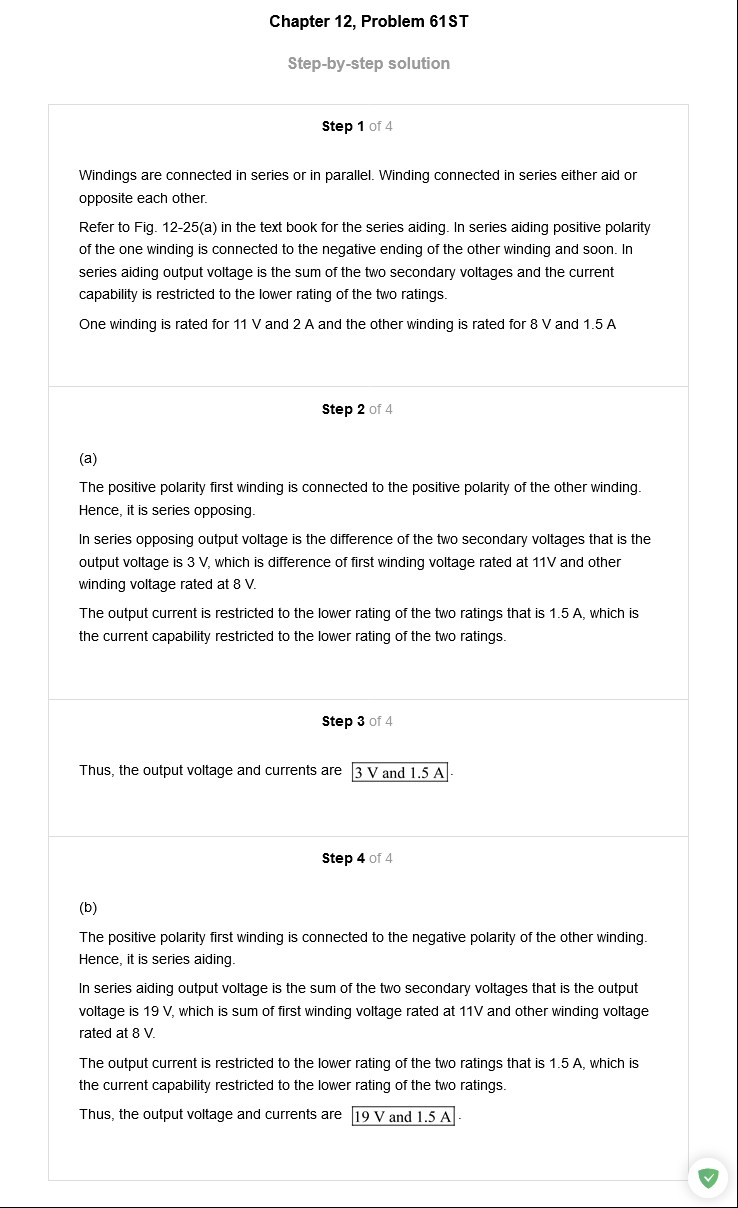 Chapter 12, Problem 61ST
Step-by-step solution
Step 1 of 4
Windings are connected in series or in parallel. Winding connected in series either aid or
opposite each other.
Refer to Fig. 12-25(a) in the text book for the series aiding. In series aiding positive polarity
of the one winding is connected to the negative ending of the other winding and soon. In
series aiding output voltage is the sum of the two secondary voltages and the current
capability is restricted to the lower rating of the two ratings.
One winding is rated for 11 V and 2 A and the other winding is rated for 8 V and 1.5 A
Step 2 of 4
(a)
The positive polarity first winding is connected to the positive polarity of the other winding.
Hence, it is series opposing.
In series opposing output voltage is the difference of the two secondary voltages that is the
output voltage is 3 V, which is difference of first winding voltage rated at 11V and other
winding voltage rated at 8 V.
The output current is restricted to the lower rating of the two ratings that is 1.5 A, which is
the current capability restricted to the lower rating of the two ratings.
Step 3 of 4
Thus, the output voltage and currents are 3 V and 1.5 A.
Step 4 of 4
(b)
The positive polarity first winding is connected to the negative polarity of the other winding.
Hence, it is series aiding.
In series aiding output voltage is the sum of the two secondary voltages that is the output
voltage is 19 V, which is sum of first winding voltage rated at 11V and other winding voltage
rated at 8 V.
The output current is restricted to the lower rating of the two ratings that is 1.5 A, which is
the current capability restricted to the lower rating of the two ratings.
Thus, the output voltage and currents are 19 V and 1.5 A.